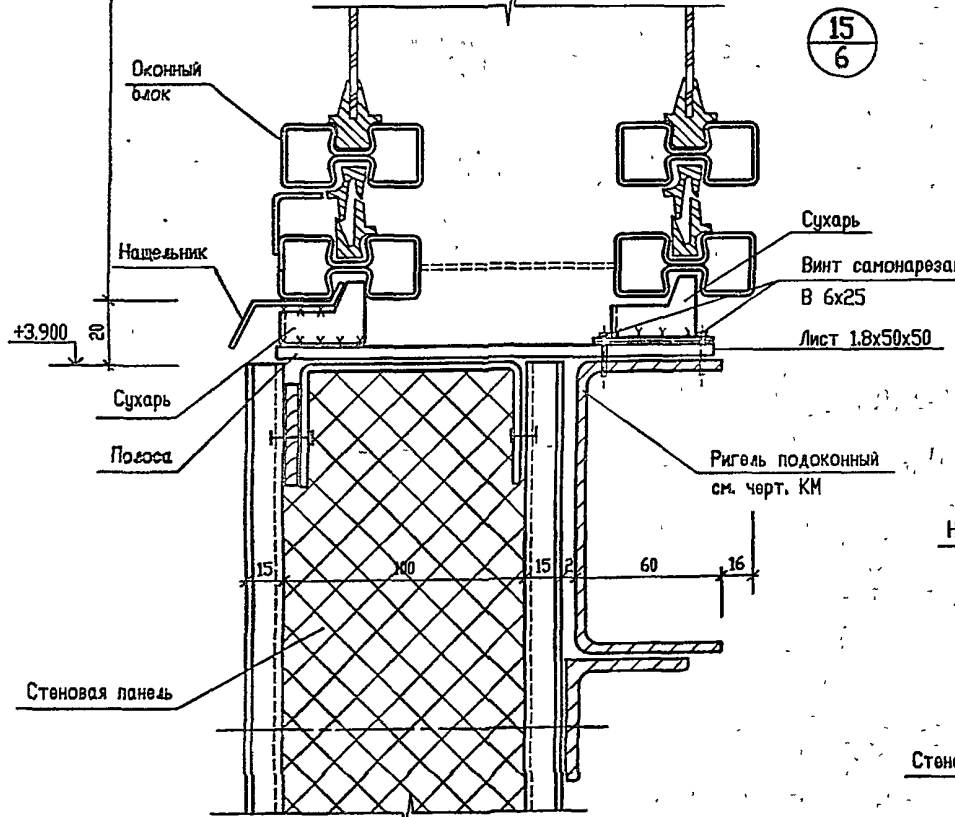 15
6
Оконный
блок
Сухарь
Нащельник
Винт самонареза
В 6х25
+3.900
20
Лист 1.8х50х50
Сухарь
Полоса
Ригель подоконный
см. черт. КМ
Н
15 100 15 2 60 16
Стеновая панель
Стено